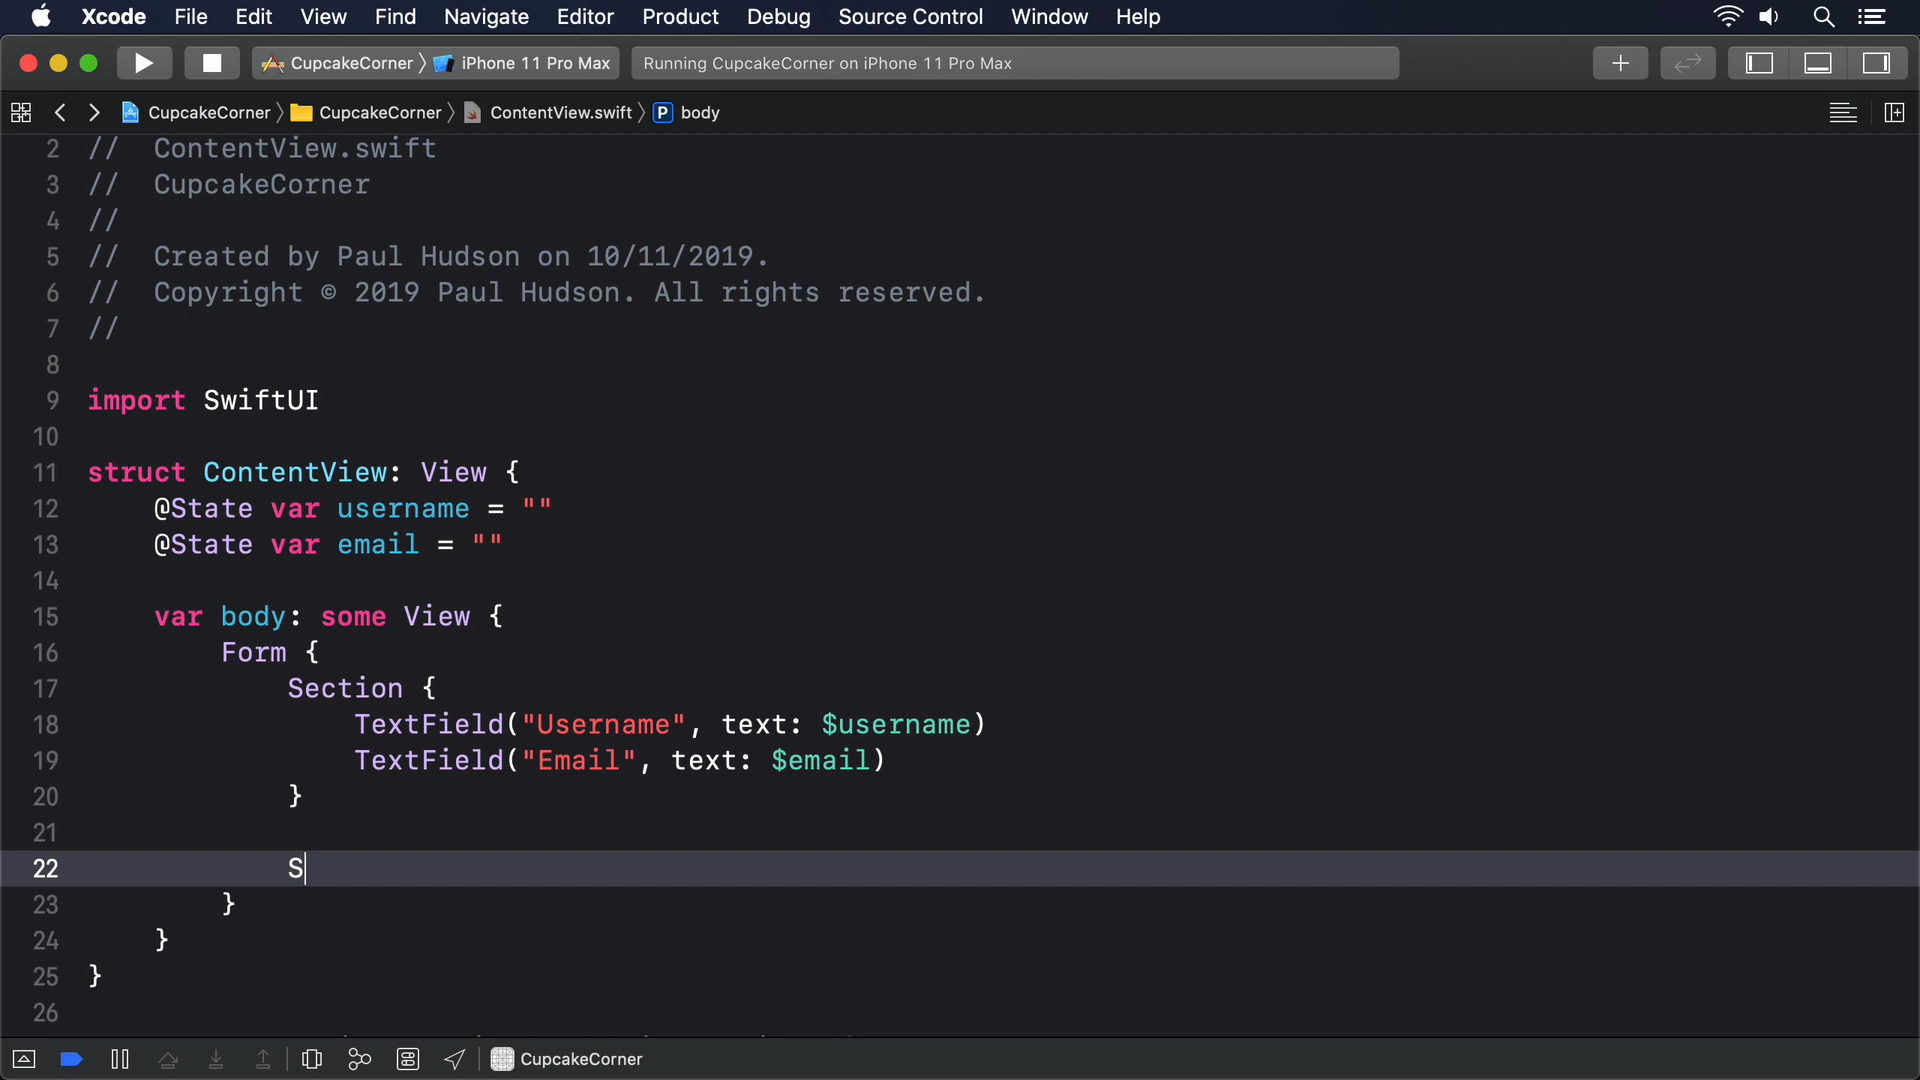 Xcode File Edit View Find Navigate Editor Product Debug Source Control Window Help
CupcakeCorner 〉 iPhone 11 Pro Max Running CupcakeCorner on iPhone 11 Pro Max
CupcakeCorner 〉 CupcakeCorner 〉 ContentView.swift 〉 P body
2 //  ContentView.swift
3 //  CupcakeCorner
4 //
5 //  Created by Paul Hudson on 10/11/2019.
6 //  Copyright © 2019 Paul Hudson. All rights reserved.
7 //
8
9 import SwiftUI
10
11 struct ContentView: View {
12     @State var username = ""
13     @State var email = ""
14
15     var body: some View {
16         Form {
17             Section {
18                 TextField("Username", text: $username)
19                 TextField("Email", text: $email)
20             }
21
22             S
23         }
24     }
25 }
26
CupcakeCorner